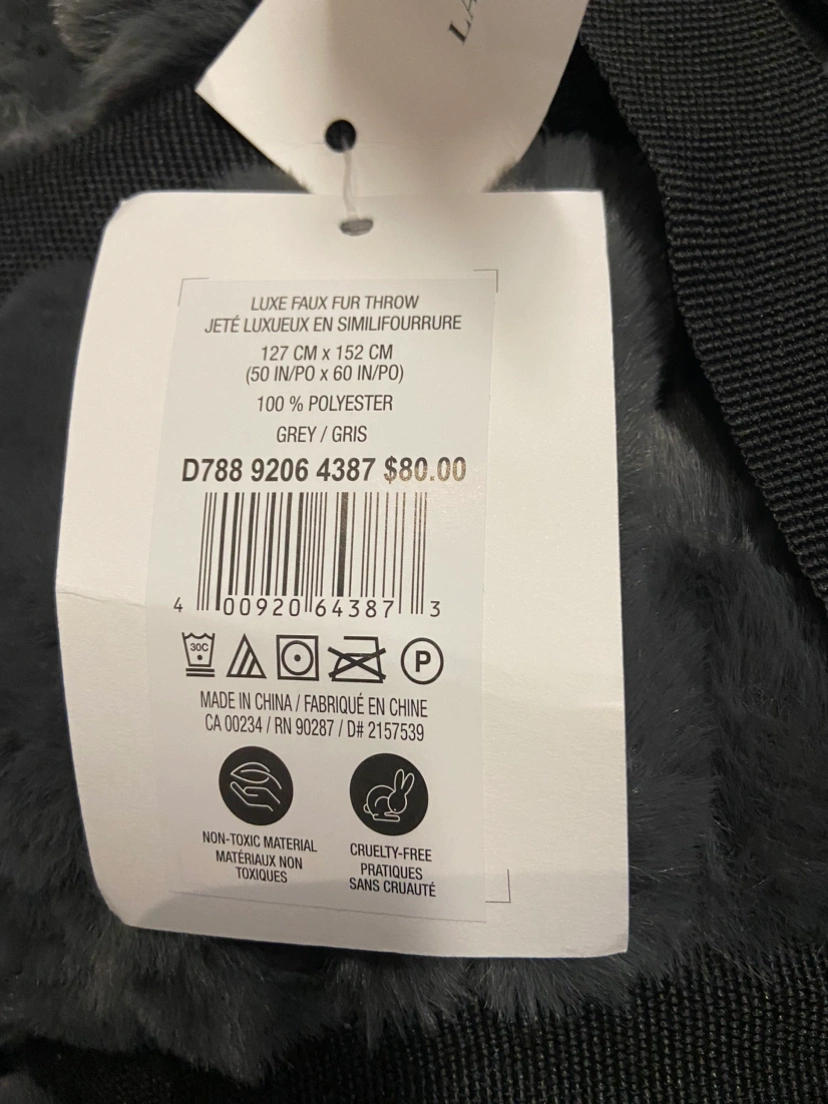 LUXE FAUX FUR THROW
JETÉ LUXUEUX EN SIMILIFOURRURE
127 CM x 152 CM
(50 IN/PO x 60 IN/PO)
100 % POLYESTER
GREY / GRIS
D788 9206 4387 $80.00
4 00920 64387 3
30C P
MADE IN CHINA / FABRIQUÉ EN CHINE
CA 00234 / RN 90287 / D# 2157539
NON-TOXIC MATERIAL
MATÉRIAUX NON
TOXIQUES
CRUELTY-FREE
PRATIQUES
SANS CRUAUTÉ